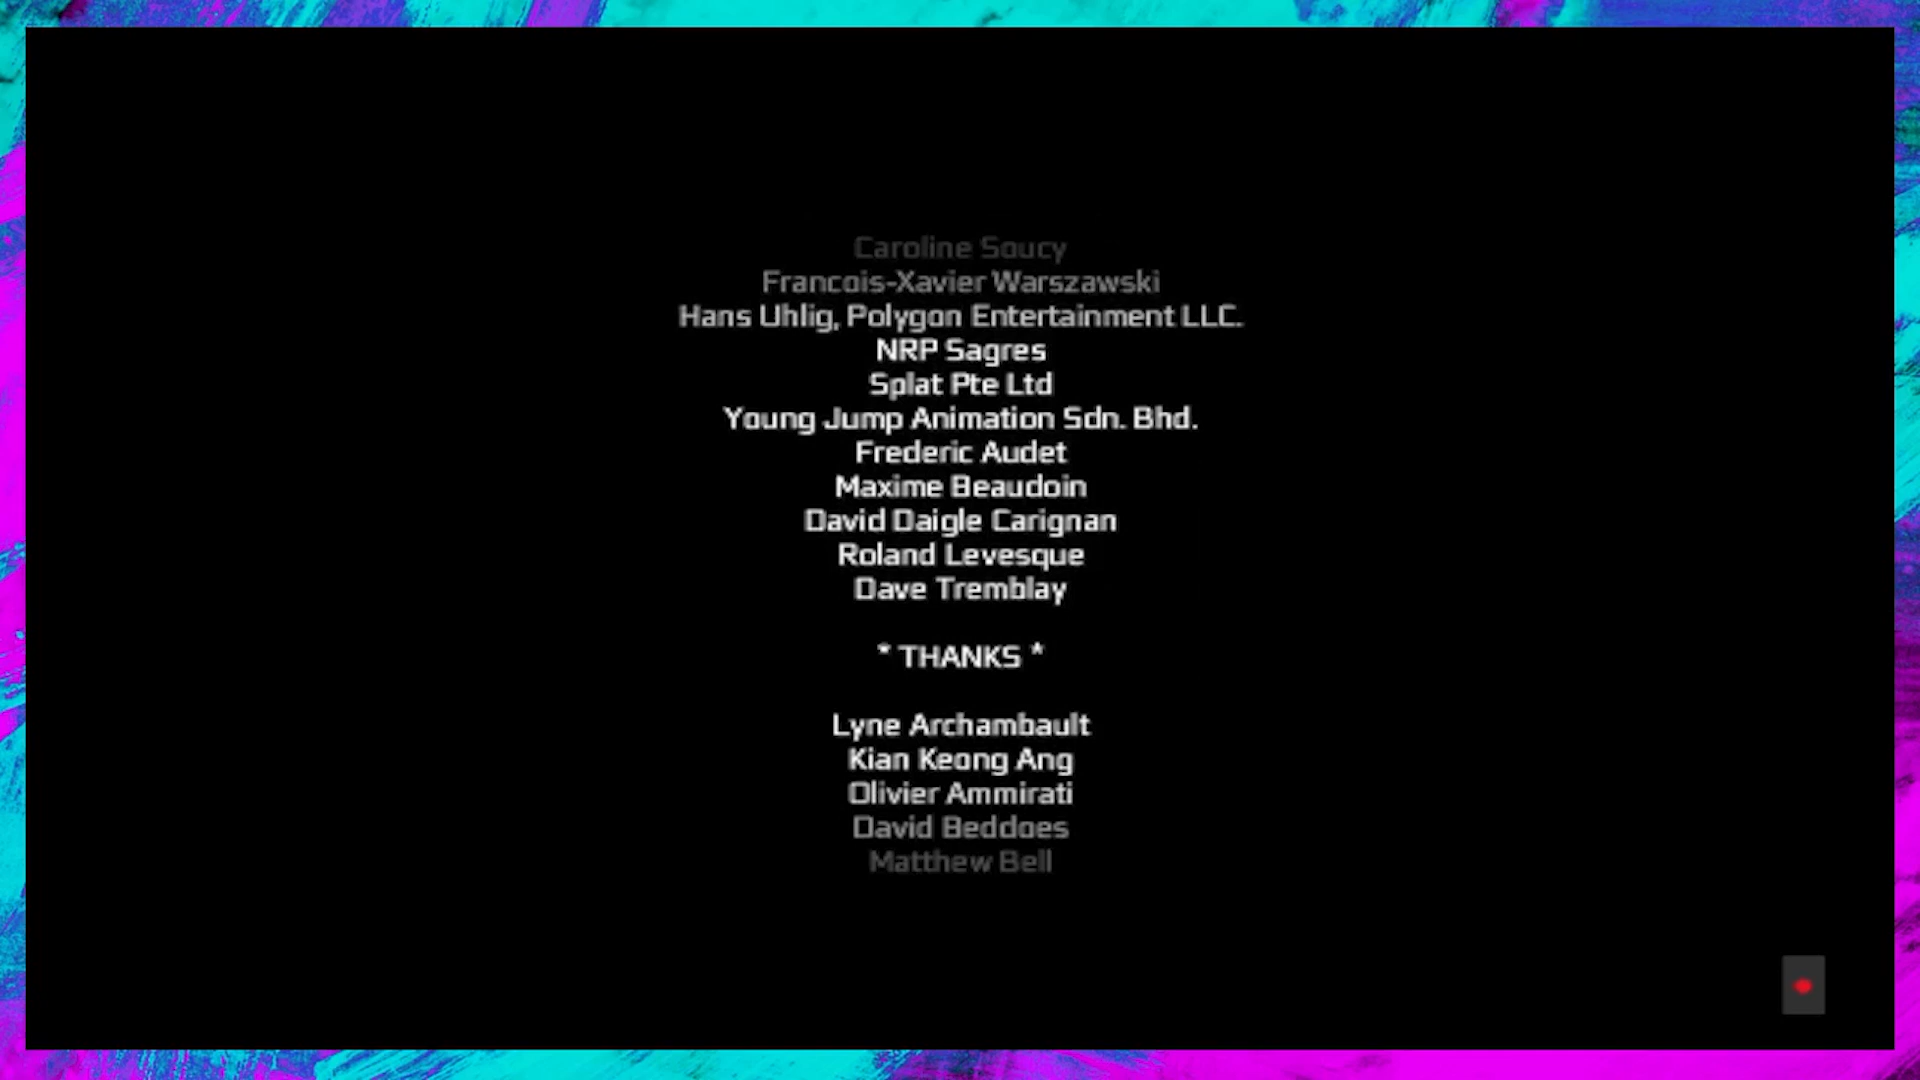 Caroline Soucy
Francois-Xavier Warszawski
Hans Uhlig, Polygon Entertainment LLC.
NRP Sagres
Splat Pte Ltd
Young Jump Animation Sdn. Bhd.
Frederic Audet
Maxime Beaudoin
David Daigle Carignan
Roland Levesque
Dave Tremblay
* THANKS *
Lyne Archambault
Kian Keong Ang
Olivier Ammirati
David Beddoes
Matthew Bell